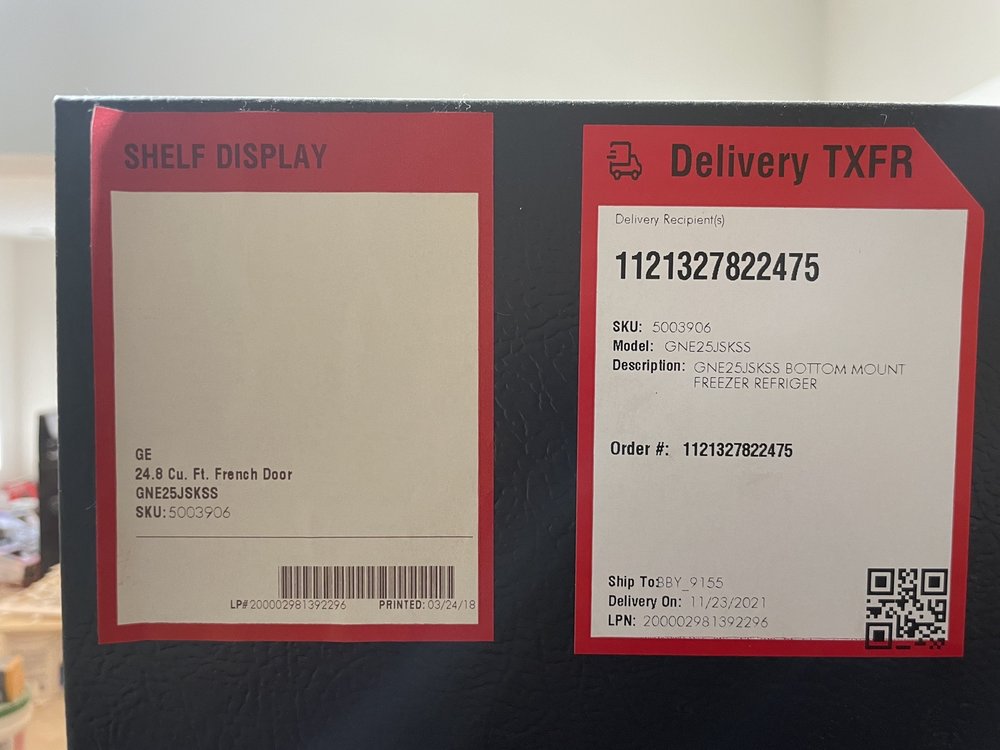 SHELF DISPLAY
GE
24.8 Cu. Ft. French Door
GNE25JSKSS
SKU: 5003906
LP# 200002981392296 PRINTED: 03/24/18
Delivery TXFR
Delivery Recipient(s)
1121327822475
SKU: 5003906
Model: GNE25JSKSS
Description: GNE25JSKSS BOTTOM MOUNT
FREEZER REFRIGER
Order #: 1121327822475
Ship To: BBY_9155
Delivery On: 11/23/2021
LPN: 200002981392296